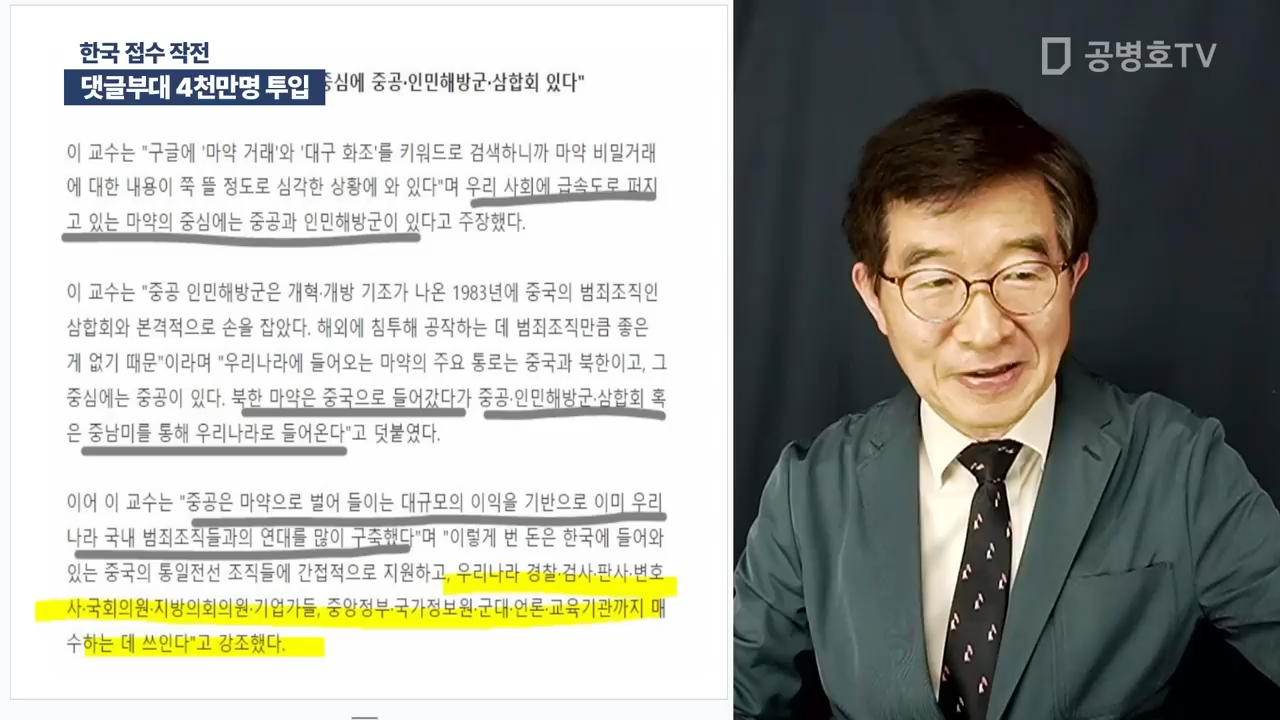 한국 접수 작전
댓글부대 4천만명 투입
중심에 중공·인민해방군·삼합회 있다"
공병호TV
이 교수는 "구글에 '마약 거래'와 '대구 화조'를 키워드로 검색하니까 마약 비밀거래
에 대한 내용이 쭉 뜰 정도로 심각한 상황에 와 있다"며 우리 사회에 급속도로 퍼지
고 있는 마약의 중심에는 중공과 인민해방군이 있다고 주장했다.
이 교수는 "중공 인민해방군은 개혁·개방 기조가 나온 1983년에 중국의 범죄조직인
삼합회와 본격적으로 손을 잡았다. 해외에 침투해 공작하는 데 범죄조직만큼 좋은
게 없기 때문"이라며 "우리나라에 들어오는 마약의 주요 통로는 중국과 북한이고, 그
중심에는 중공이 있다. 북한 마약은 중국으로 들어갔다가 중공·인민해방군·삼합회 혹
은 중남미를 통해 우리나라로 들어온다"고 덧붙였다.
이어 이 교수는 "중공은 마약으로 벌어 들이는 대규모의 이익을 기반으로 이미 우리
나라 국내 범죄조직들과의 연대를 많이 구축했다"며 "이렇게 번 돈은 한국에 들어와
있는 중국의 통일전선 조직들에 간접적으로 지원하고, 우리나라 경찰·검사·판사·변호
사·국회의원·지방의회의원·기업가들, 중앙정부·국가정보원·군대·언론·교육기관까지 매
수하는 데 쓰인다"고 강조했다.